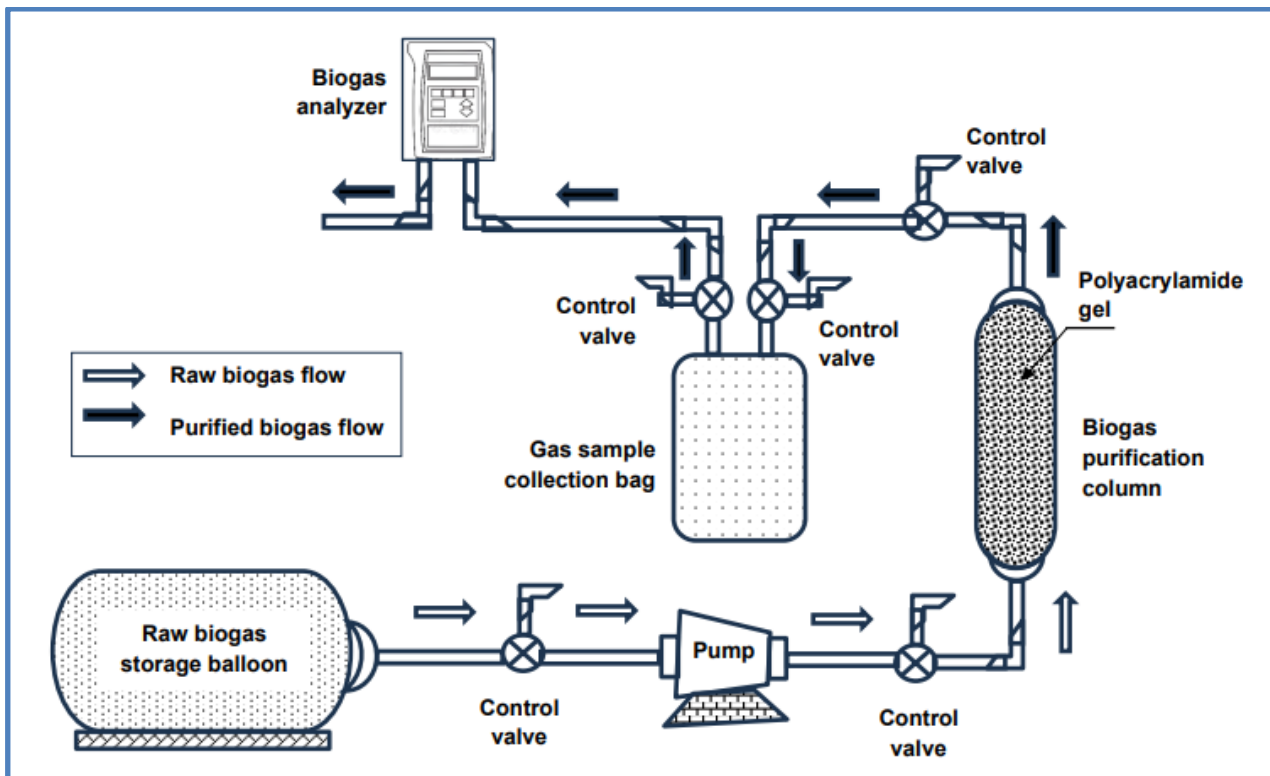 Biogas
analyzer
Control
valve
Control
valve
Control
valve
Polyacrylamide
gel
Raw biogas flow
Purified biogas flow
Gas sample
collection bag
Biogas
purification
column
Raw biogas
storage balloon
Pump
Control
valve
Control
valve